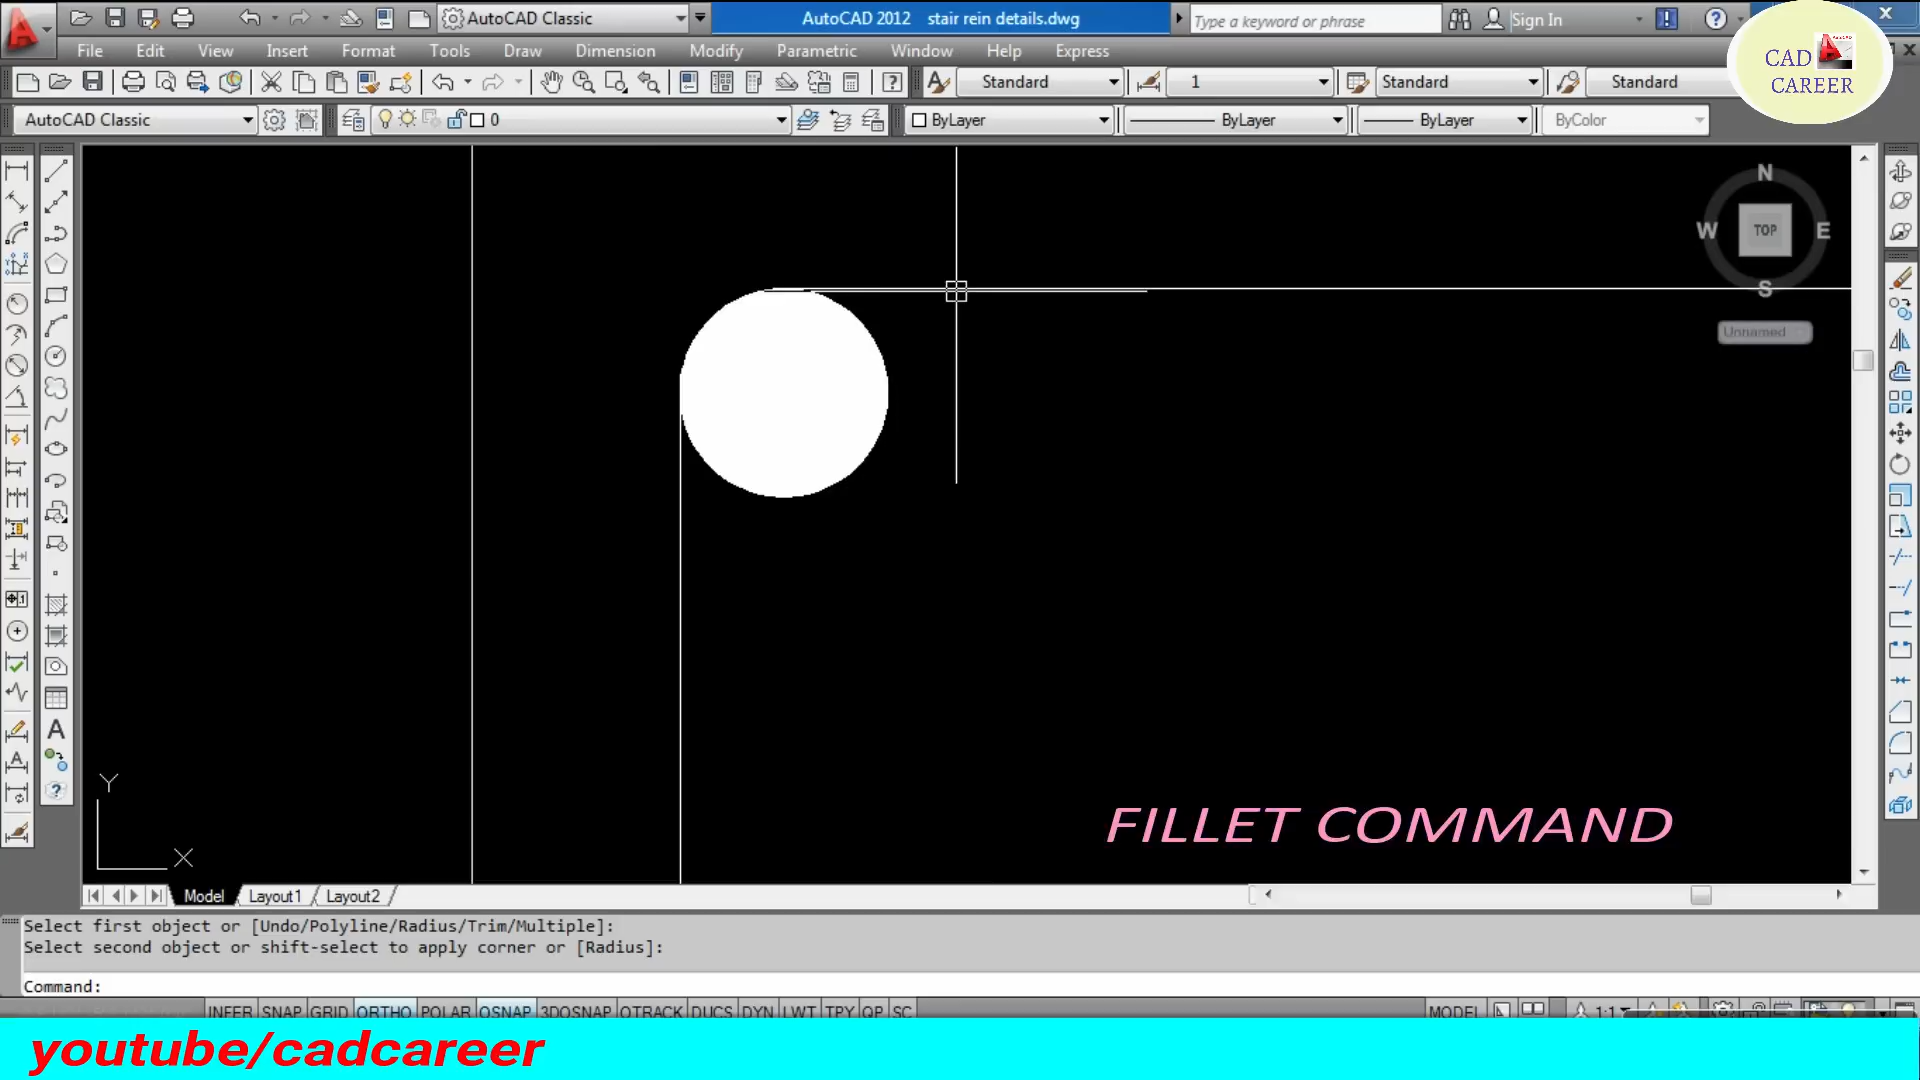 AutoCAD Classic
AutoCAD 2012 stair rein details.dwg
Type a keyword or phrase
Sign In
File Edit View Insert Format Tools Draw Dimension Modify Parametric Window Help Express
CAD
CAREER
Standard 1 Standard Standard
AutoCAD Classic 0 ByLayer ByLayer ByLayer ByColor
N
W TOP E
S
Unnamed
Y
X
FILLET COMMAND
Model Layout1 Layout2
Select first object or [Undo/Polyline/Radius/Trim/Multiple]:
Select second object or shift-select to apply corner or [Radius]:
Command:
INFER SNAP GRID ORTHO POLAR OSNAP 3DOSNAP OTRACK DUCS DYN LWT TPY QP SC MODEL 1:1
youtube/cadcareer